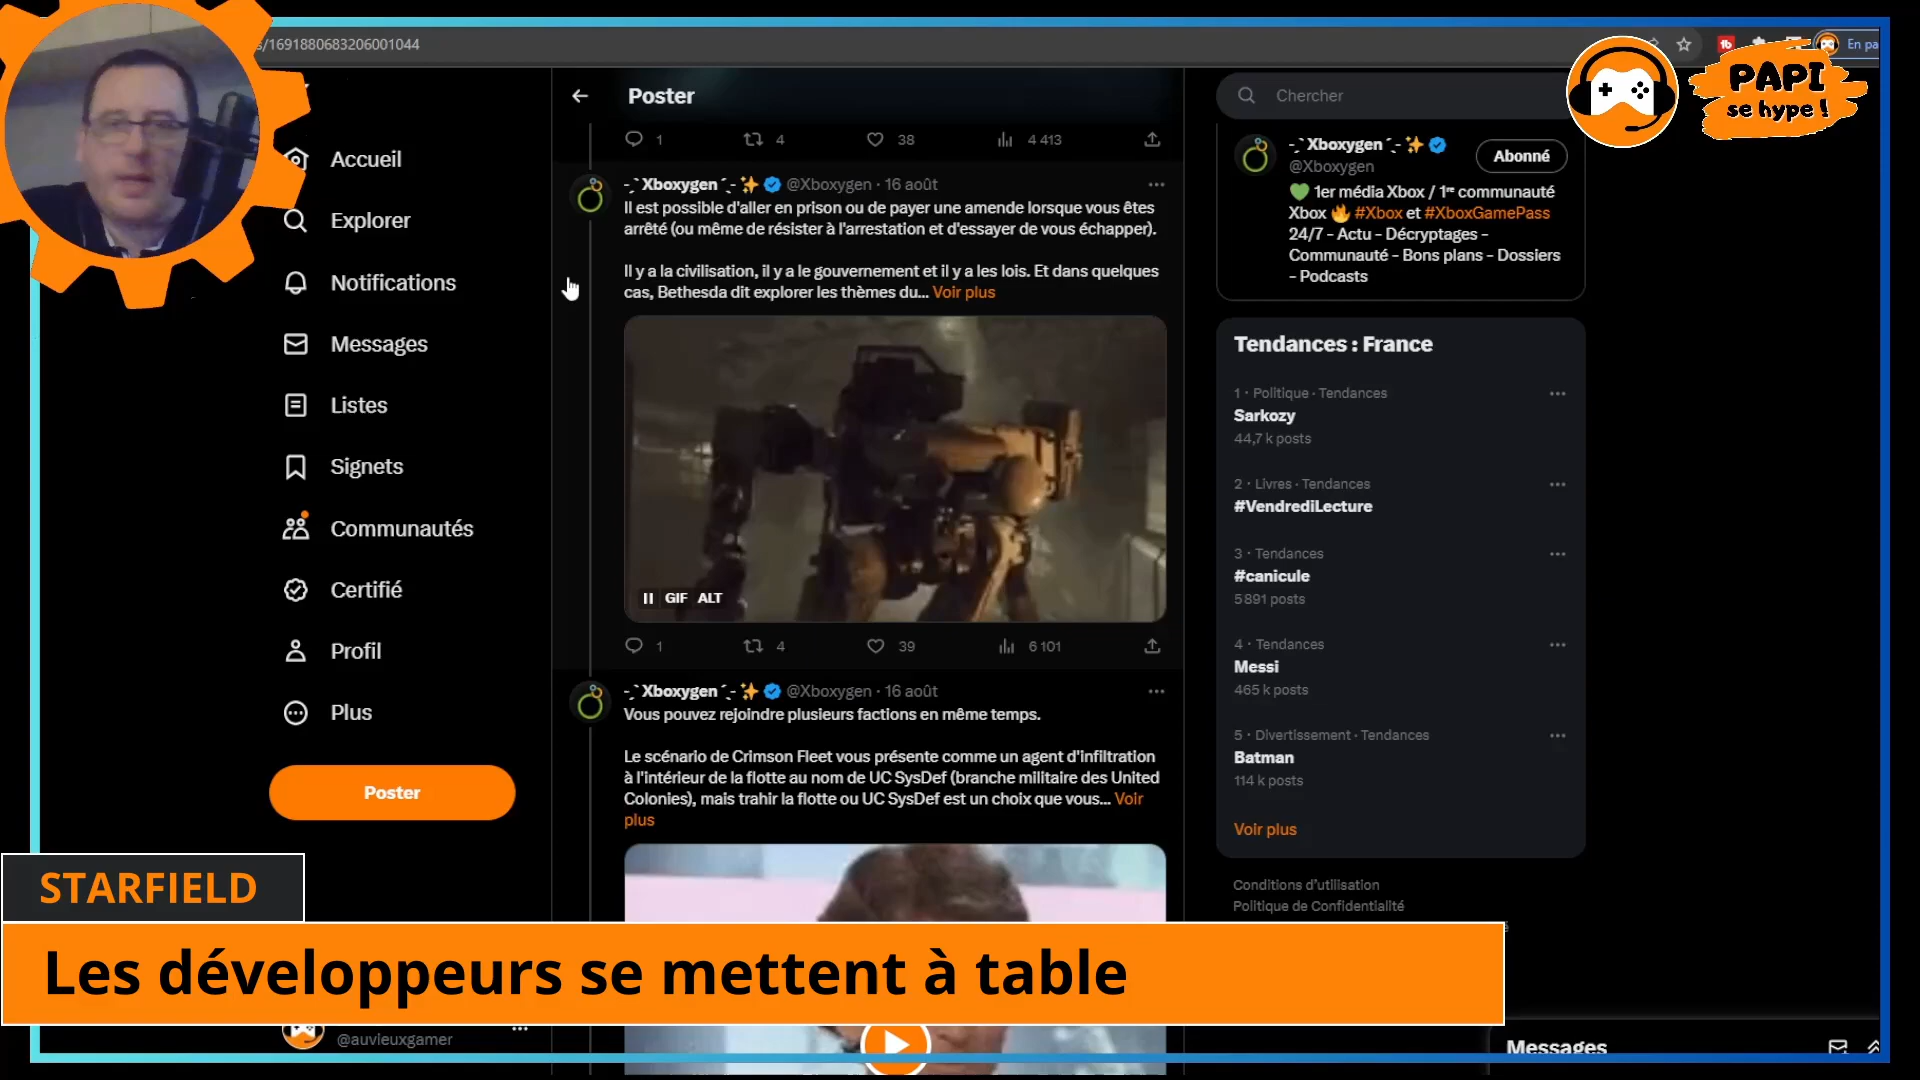 /1691880683206001044
En pa
PAPI
se hype !
Poster
Chercher
1 4 38 4 413
Accueil
Explorer
Notifications
Messages
Listes
Signets
Communautés
Certifié
Profil
Plus
Poster
@auvieuxgamer
Xboxygen @Xboxygen · 16 août
Il est possible d'aller en prison ou de payer une amende lorsque vous êtes
arrêté (ou même de résister à l'arrestation et d'essayer de vous échapper).
Il y a la civilisation, il y a le gouvernement et il y a les lois. Et dans quelques
cas, Bethesda dit explorer les thèmes du... Voir plus
GIF ALT
1 4 39 6 101
Xboxygen @Xboxygen · 16 août
Vous pouvez rejoindre plusieurs factions en même temps.
Le scénario de Crimson Fleet vous présente comme un agent d'infiltration
à l'intérieur de la flotte au nom de UC SysDef (branche militaire des United
Colonies), mais trahir la flotte ou UC SysDef est un choix que vous... Voir
plus
Xboxygen
@Xboxygen
Abonné
1er média Xbox / 1ʳᵉ communauté
Xbox 🔥 #Xbox et #XboxGamePass
24/7 - Actu - Décryptages -
Communauté - Bons plans - Dossiers
- Podcasts
Tendances : France
1 · Politique · Tendances
Sarkozy
44,7 k posts
2 · Livres · Tendances
#VendrediLecture
3 · Tendances
#canicule
5 891 posts
4 · Tendances
Messi
465 k posts
5 · Divertissement · Tendances
Batman
114 k posts
Voir plus
Conditions d'utilisation
Politique de Confidentialité
Messages
STARFIELD
Les développeurs se mettent à table